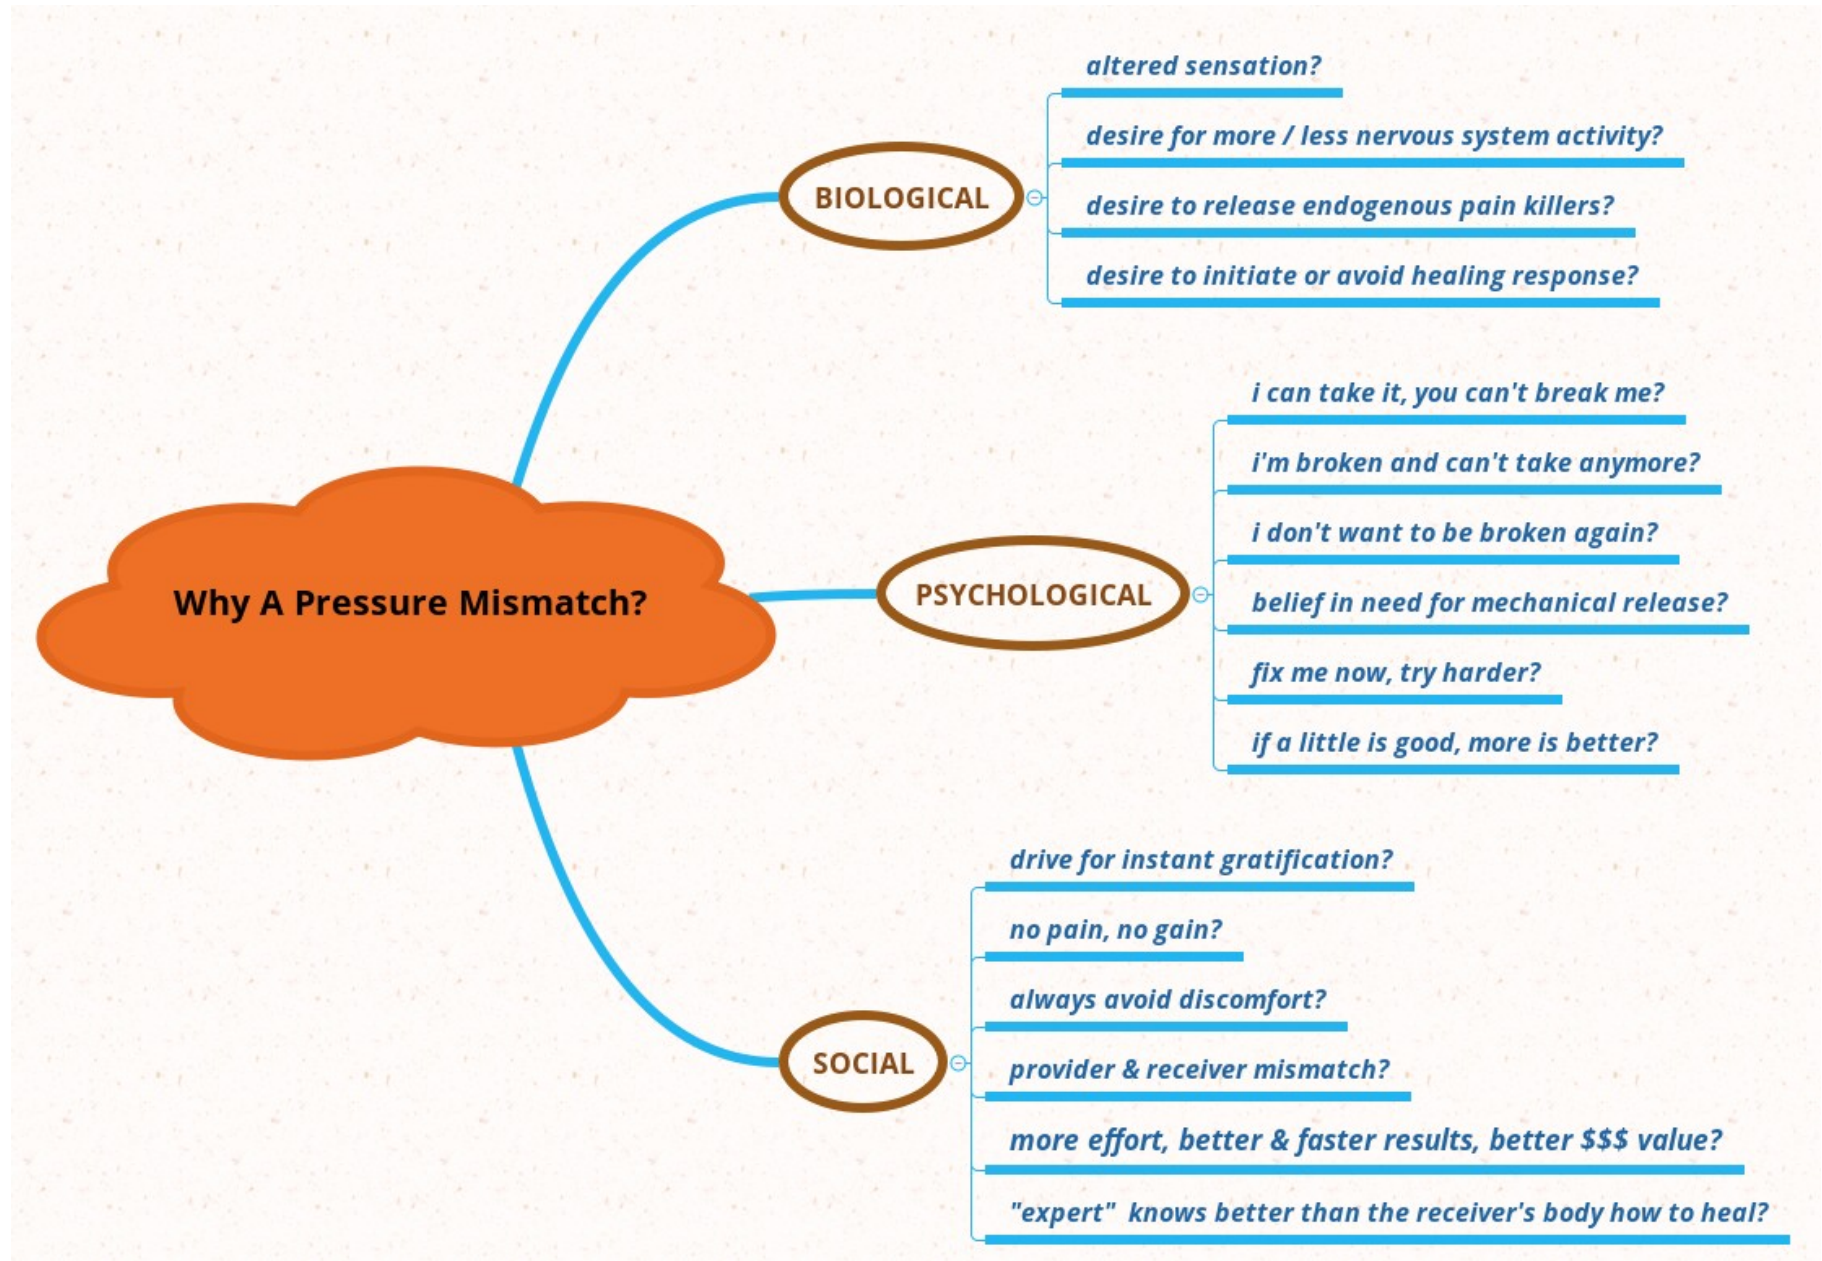 Why A Pressure Mismatch?
BIOLOGICAL
altered sensation?
desire for more / less nervous system activity?
desire to release endogenous pain killers?
desire to initiate or avoid healing response?
PSYCHOLOGICAL
i can take it, you can't break me?
i'm broken and can't take anymore?
i don't want to be broken again?
belief in need for mechanical release?
fix me now, try harder?
if a little is good, more is better?
SOCIAL
drive for instant gratification?
no pain, no gain?
always avoid discomfort?
provider & receiver mismatch?
more effort, better & faster results, better $$$ value?
"expert"  knows better than the receiver's body how to heal?